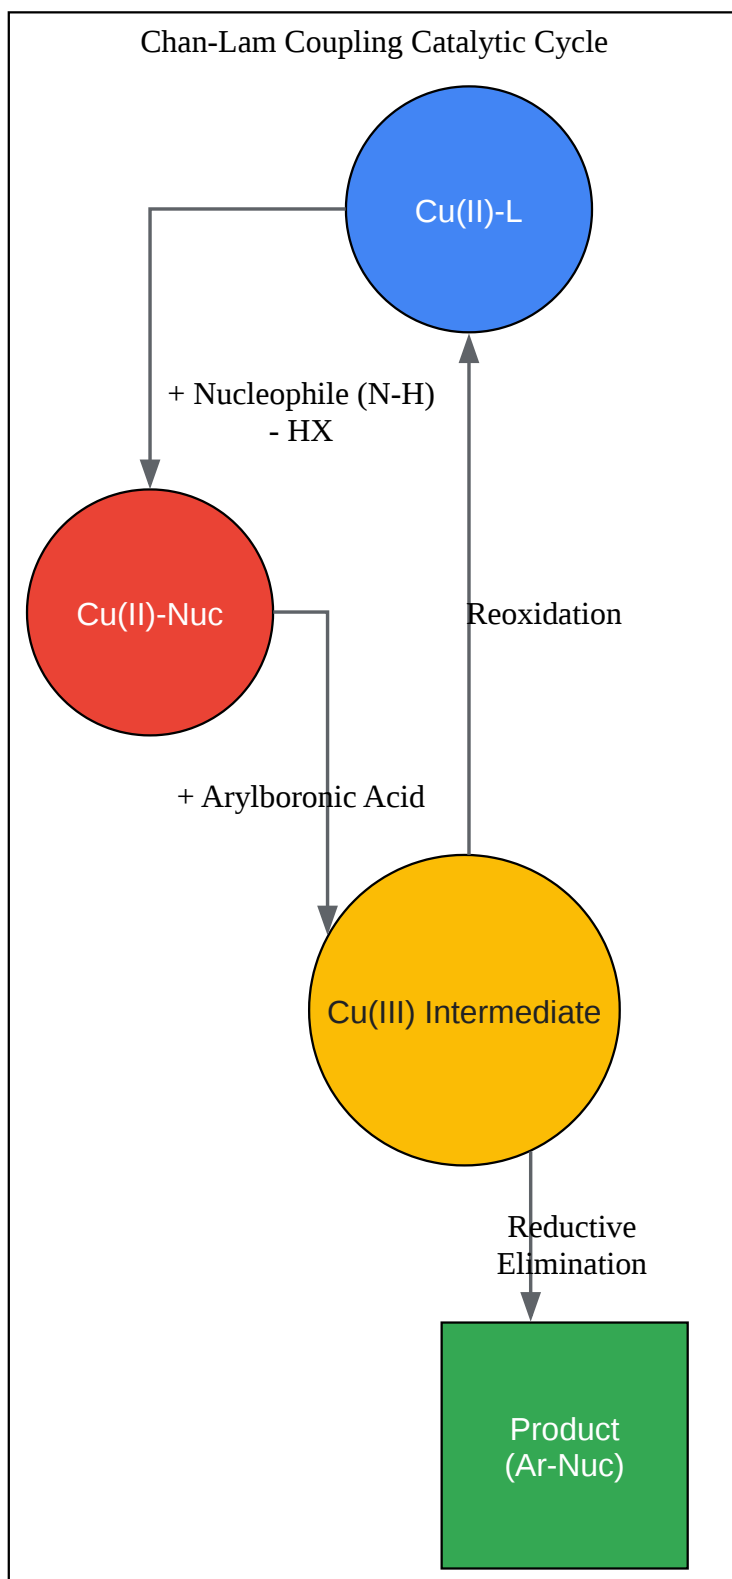 Chan-Lam Coupling Catalytic Cycle
Cu(II)-L
+ Nucleophile (N-H)
- HX
Cu(II)-Nuc
Reoxidation
+ Arylboronic Acid
Cu(III) Intermediate
Reductive
Elimination
Product
(Ar-Nuc)